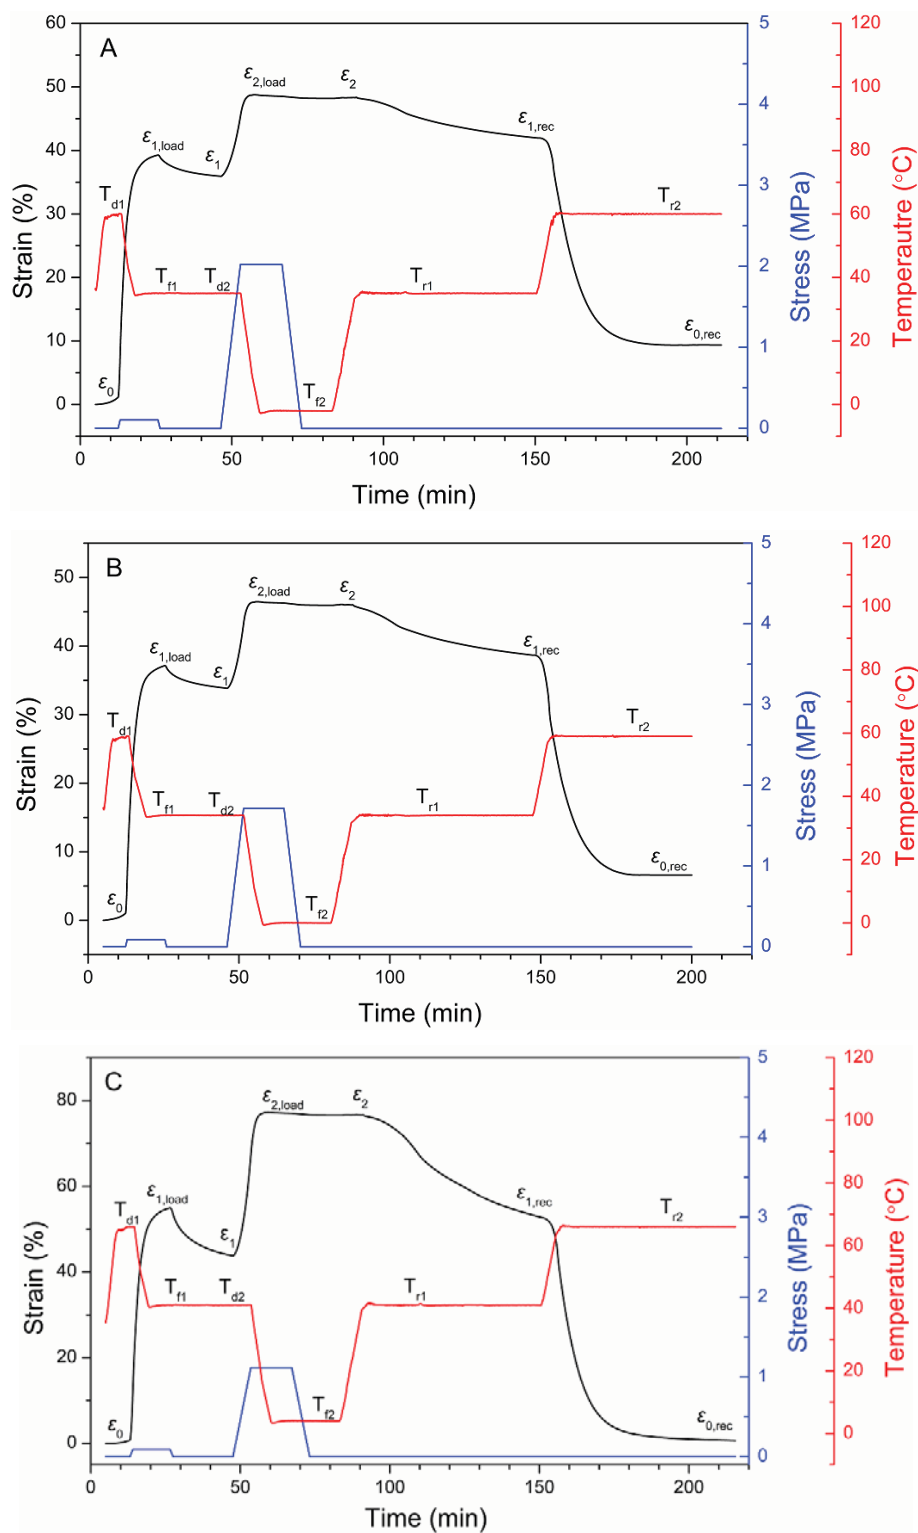 A
Strain (%)
60
50
40
30
20
10
0
5
4
3
2
1
0
Stress (MPa)
120
100
80
60
40
20
0
Temperautre (°C)
ε0
Td1
ε1,load
ε1
Tf1
Td2
ε2,load
ε2
Tf2
Tr1
ε1,rec
Tr2
ε0,rec
0 50 100 150 200
Time (min)
B
Strain (%)
50
40
30
20
10
0
5
4
3
2
1
0
Stress (MPa)
120
100
80
60
40
20
0
Temperature (°C)
ε0
Td1
ε1,load
ε1
Tf1
Td2
ε2,load
ε2
Tf2
Tr1
ε1,rec
Tr2
ε0,rec
0 50 100 150 200
Time (min)
C
Strain (%)
80
60
40
20
0
5
4
3
2
1
0
Stress (MPa)
120
100
80
60
40
20
0
Temperature (°C)
ε0
Td1
ε1,load
ε1
Tf1
Td2
ε2,load
ε2
Tf2
Tr1
ε1,rec
Tr2
ε0,rec
0 50 100 150 200
Time (min)